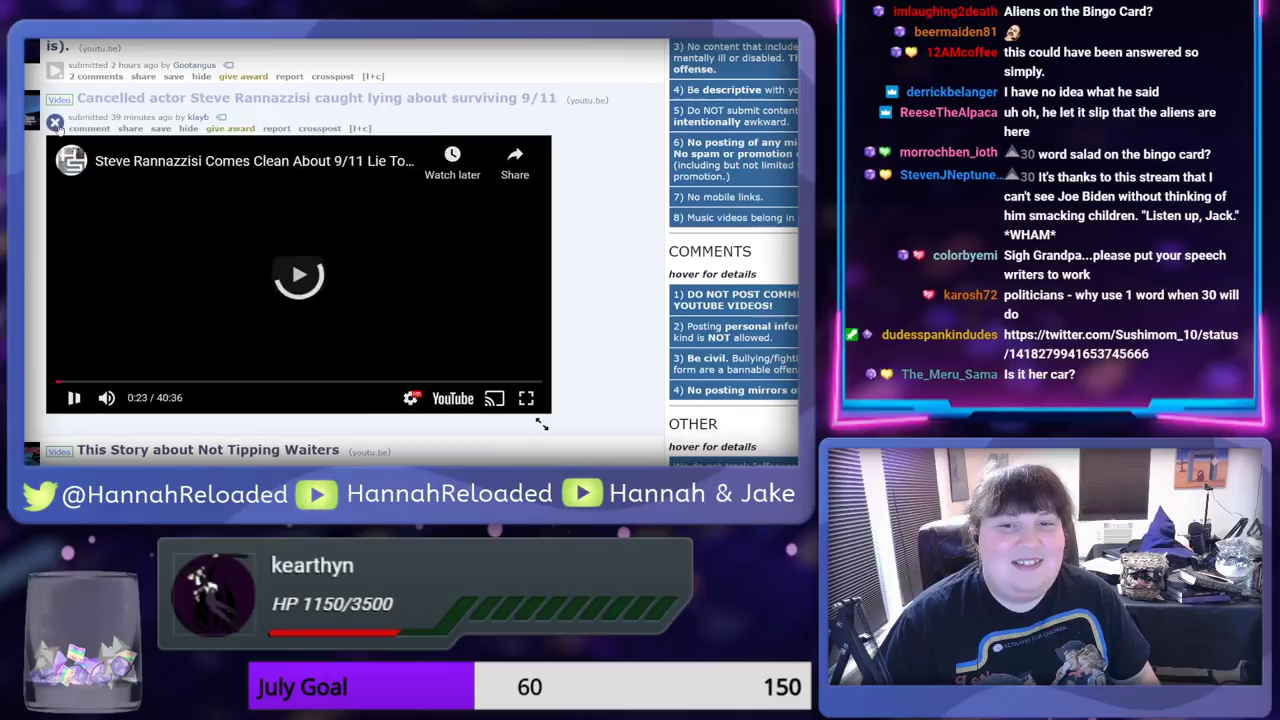 is). (youtu.be)
submitted 2 hours ago by Gootangus
2 comments share save hide give award report crosspost [l+c]
Video Cancelled actor Steve Rannazzisi caught lying about surviving 9/11 (youtu.be)
submitted 39 minutes ago by klayb
comment share save hide give award report crosspost [l+c]
Steve Rannazzisi Comes Clean About 9/11 Lie To...
Watch later
Share
0:23 / 40:36
HD
YouTube
Video This Story about Not Tipping Waiters (youtu.be)
3) No content that include
mentally ill or disabled. Th
offense.
4) Be descriptive with yo
5) Do NOT submit content
intentionally awkward.
6) No postings of any mi
No spam or promotion o
(including but not limited
promotion.)
7) No mobile links.
8) Music videos belong in
COMMENTS
hover for details
1) DO NOT POST COMM
YOUTUBE VIDEOS!
2) Posting personal infor
kind is NOT allowed.
3) Be civil. Bullying/fighti
form are a bannable offen
4) No posting mirrors o
OTHER
hover for details
imlaughing2death Aliens on the Bingo Card?
beermaiden81
12AMcoffee this could have been answered so
simply.
derrickbelanger I have no idea what he said
ReeseTheAlpaca uh oh, he let it slip that the aliens are
here
morrochben_ioth 30 word salad on the bingo card?
StevenJNeptune... 30 It's thanks to this stream that I
can't see Joe Biden without thinking of
him smacking children. "Listen up, Jack."
*WHAM*
colorbyemi Sigh Grandpa...please put your speech
writers to work
karosh72 politicians - why use 1 word when 30 will
do
dudesspankindudes https://twitter.com/Sushimom_10/status
/1418279941653745666
The_Meru_Sama Is it her car?
@HannahReloaded HannahReloaded Hannah & Jake
kearthyn
HP 1150/3500
July Goal 60 150